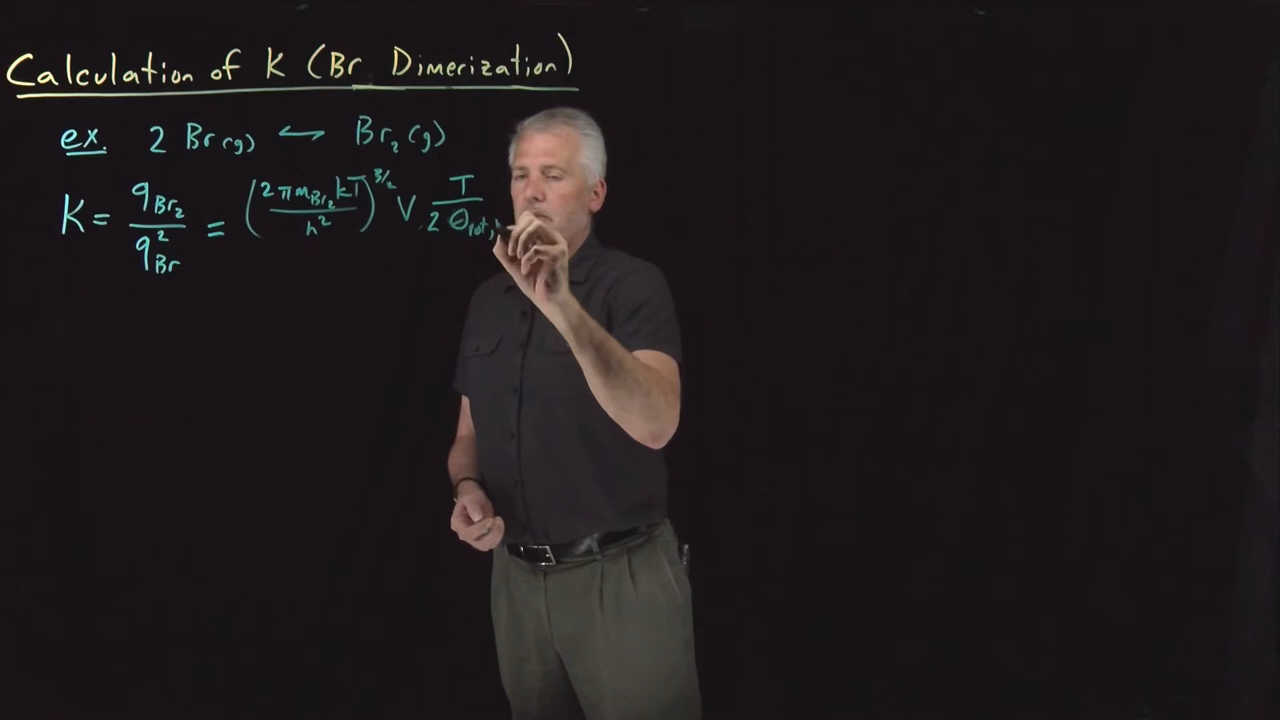 Calculation of K (Br Dimerization)
ex. 2 Br(g) ↔ Br₂(g)
K = q_Br₂ / q²_Br = (2πm_Br₂kT / h²)^3/2 V T / 2Θ_rot,